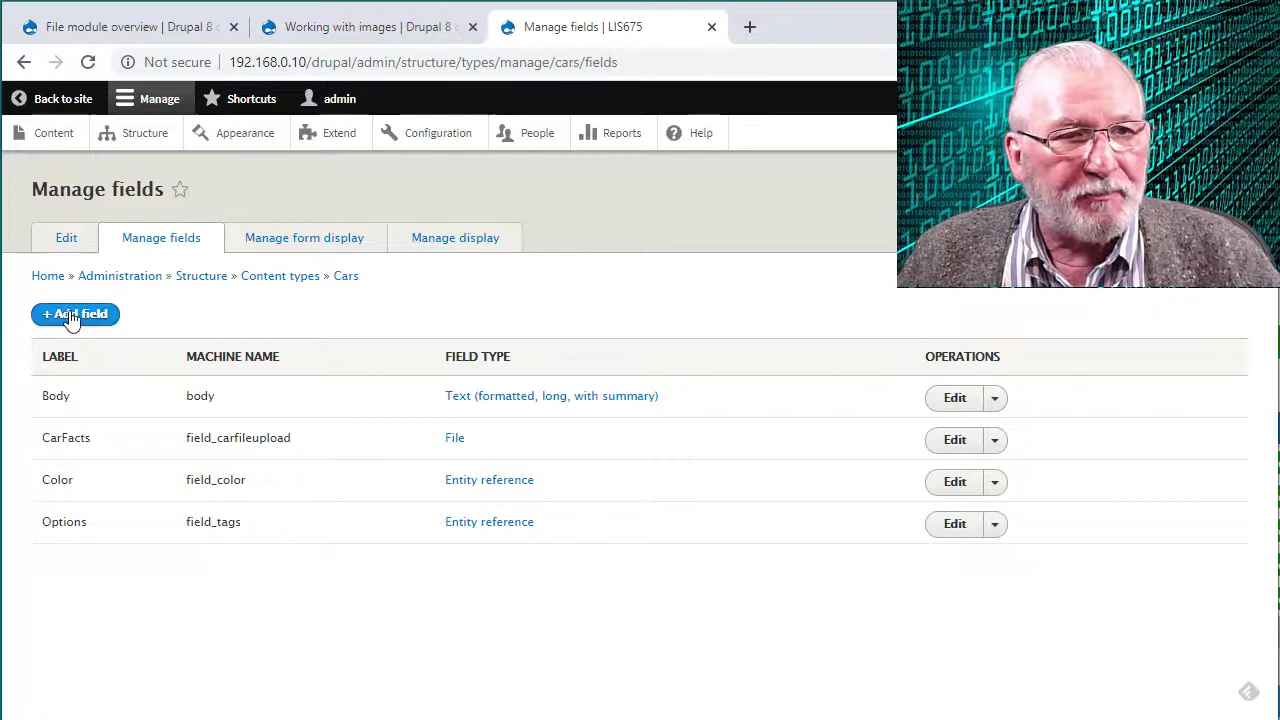 File module overview | Drupal 8
Working with images | Drupal 8
Manage fields | LIS675
Not secure 192.168.0.10/drupal/admin/structure/types/manage/cars/fields
Back to site Manage Shortcuts admin
Content Structure Appearance Extend Configuration People Reports Help
Manage fields
Edit Manage fields Manage form display Manage display
Home » Administration » Structure » Content types » Cars
+ Add field
LABEL MACHINE NAME FIELD TYPE OPERATIONS
Body body Text (formatted, long, with summary) Edit
CarFacts field_carfileupload File Edit
Color field_color Entity reference Edit
Options field_tags Entity reference Edit